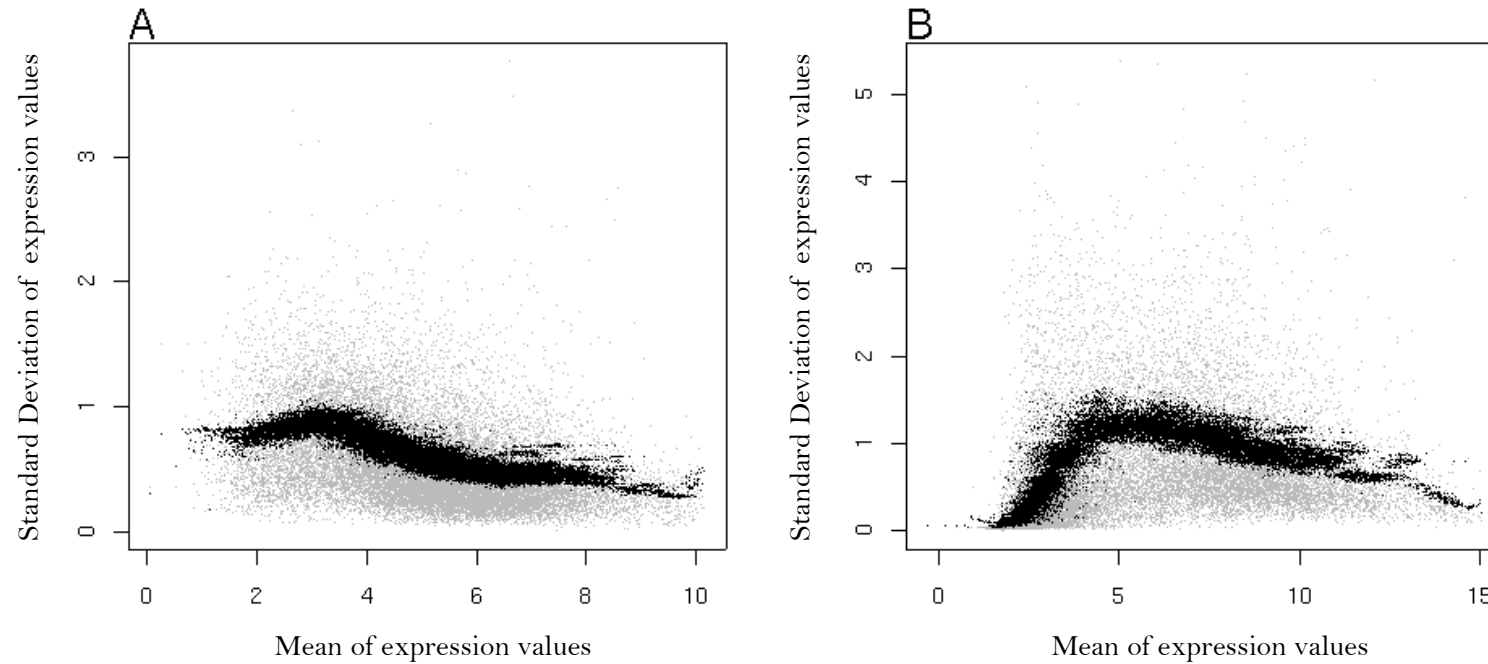 A
B
Standard Deviation of expression values
3
2
1
0
0 2 4 6 8 10
Mean of expression values
Standard Deviation of expression values
5
4
3
2
1
0
0 5 10 15
Mean of expression values